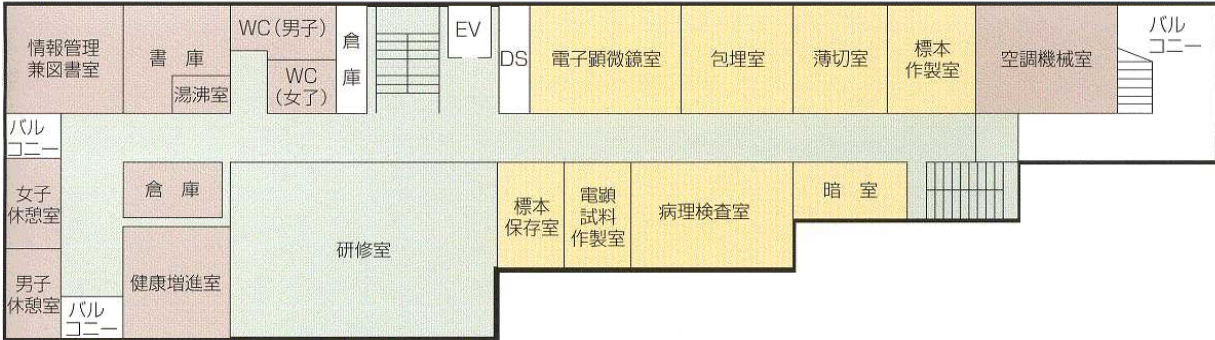 情報管理
兼図書室
書 庫
湯沸室
WC(男子)
WC
(女了)
倉
庫
EV
DS
電子顕微鏡室
包埋室
薄切室
標本
作製室
空調機械室
バル
コニー
バル
コニー
女子
休憩室
男子
休憩室
バル
コニー
倉 庫
健康増進室
研修室
標本
保存室
電顕
試料
作製室
病理検査室
暗 室